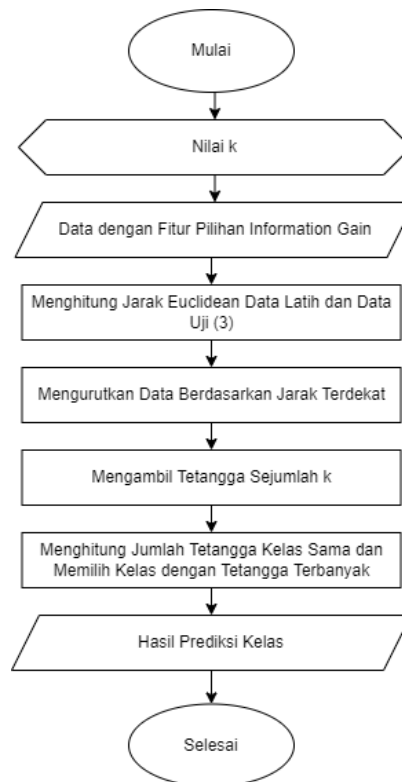 Mulai
Nilai k
Data dengan Fitur Pilihan Information Gain
Menghitung Jarak Euclidean Data Latih dan Data
Uji (3)
Mengurutkan Data Berdasarkan Jarak Terdekat
Mengambil Tetangga Sejumlah k
Menghitung Jumlah Tetangga Kelas Sama dan
Memilih Kelas dengan Tetangga Terbanyak
Hasil Prediksi Kelas
Selesai